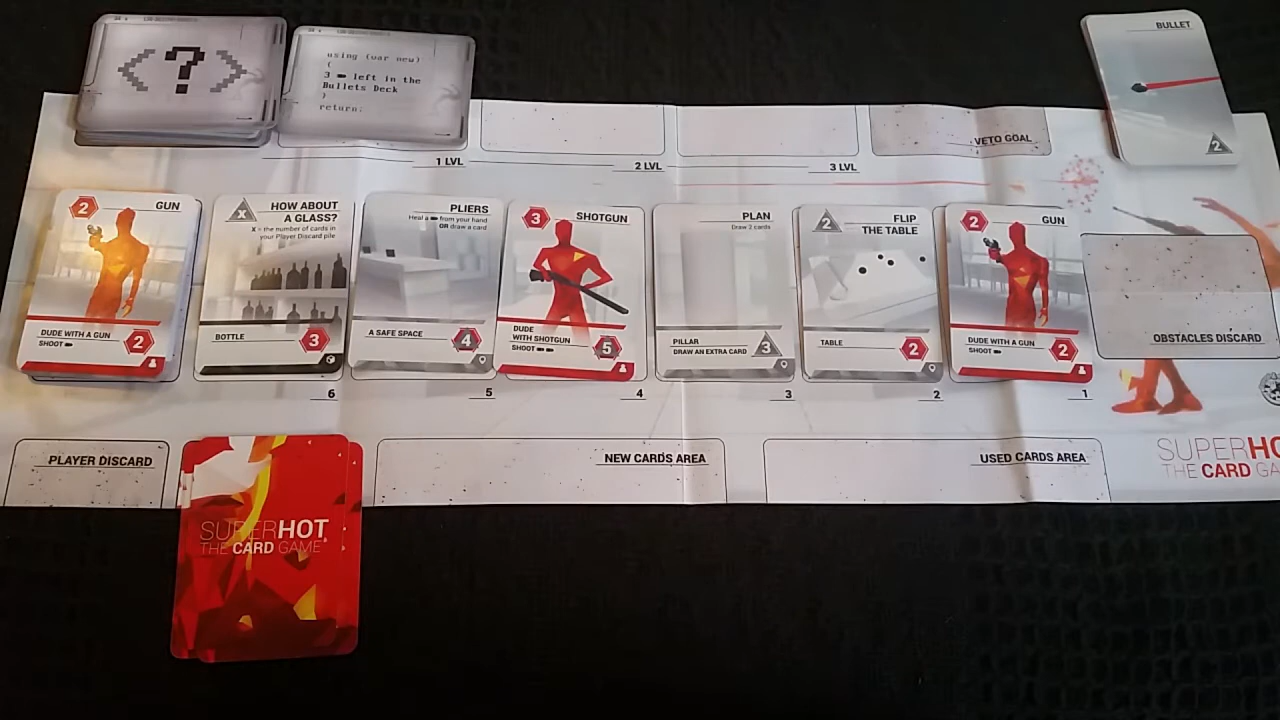 <?>
using (var new)
(
3 left in the
Bullets Deck
)
return;
BULLET
2
1 LVL
2 LVL
3 LVL
VETO GOAL
2
GUN
DUDE WITH A GUN
SHOOT
2
X
HOW ABOUT
A GLASS?
X = the number of cards in
your Player Discard pile
BOTTLE
3
PLIERS
Heal a from your hand
OR draw a card
A SAFE SPACE
4
3
SHOTGUN
DUDE
WITH SHOTGUN
SHOOT
5
PLAN
Draw 2 cards
PILLAR
DRAW AN EXTRA CARD
3
2
FLIP
THE TABLE
TABLE
2
2
GUN
DUDE WITH A GUN
SHOOT
2
OBSTACLES DISCARD
6
5
4
3
2
1
PLAYER DISCARD
NEW CARDS AREA
USED CARDS AREA
SUPERHO
THE CARD GA
SUPERHOT
THE CARD GAME